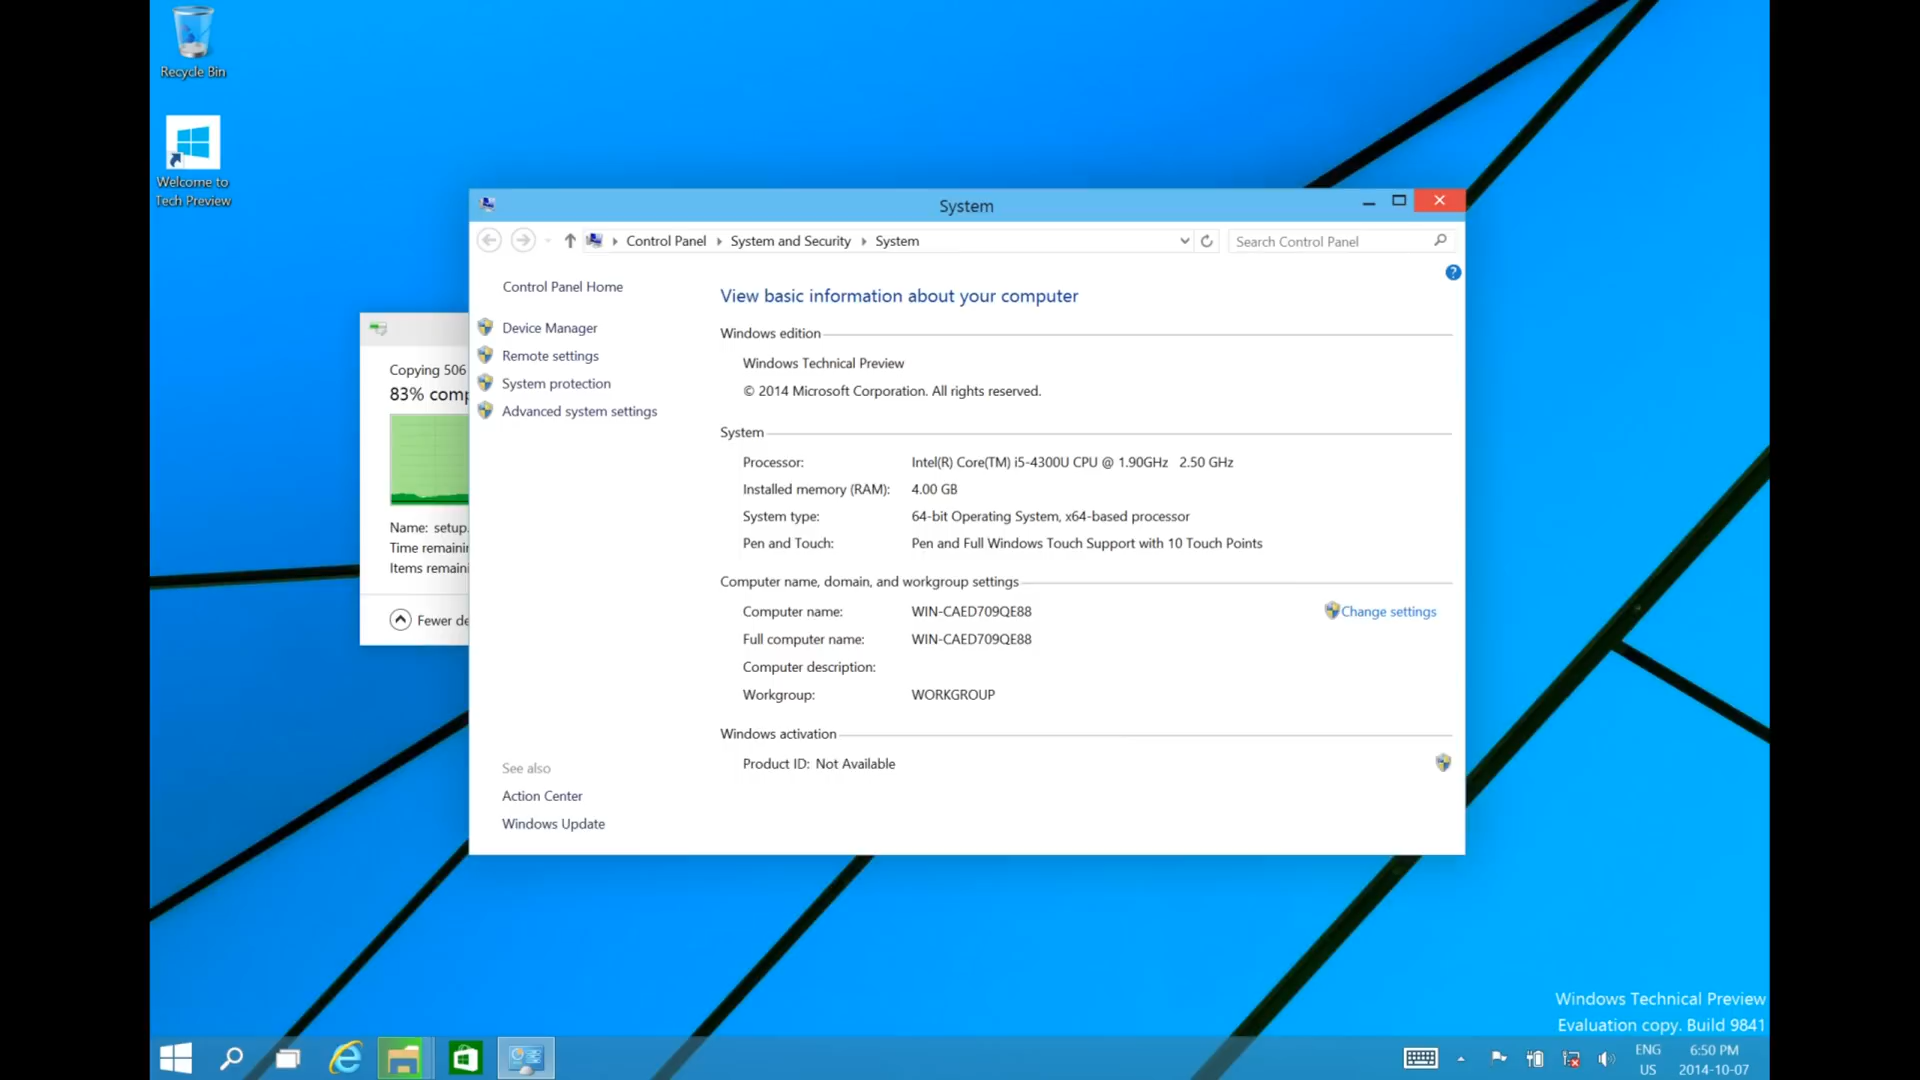 Recycle Bin
Welcome to
Tech Preview
System
Control Panel
System and Security
System
Search Control Panel
Control Panel Home
Device Manager
Remote settings
System protection
Advanced system settings
See also
Action Center
Windows Update
View basic information about your computer
Windows edition
Windows Technical Preview
© 2014 Microsoft Corporation. All rights reserved.
System
Processor: Intel(R) Core(TM) i5-4300U CPU @ 1.90GHz 2.50 GHz
Installed memory (RAM): 4.00 GB
System type: 64-bit Operating System, x64-based processor
Pen and Touch: Pen and Full Windows Touch Support with 10 Touch Points
Computer name, domain, and workgroup settings
Computer name: WIN-CAED709QE88
Change settings
Full computer name: WIN-CAED709QE88
Computer description:
Workgroup: WORKGROUP
Windows activation
Product ID: Not Available
Copying 506
83% comp
Name: setup.
Time remainin
Items remain
Fewer de
Windows Technical Preview
Evaluation copy. Build 9841
ENG
US
6:50 PM
2014-10-07